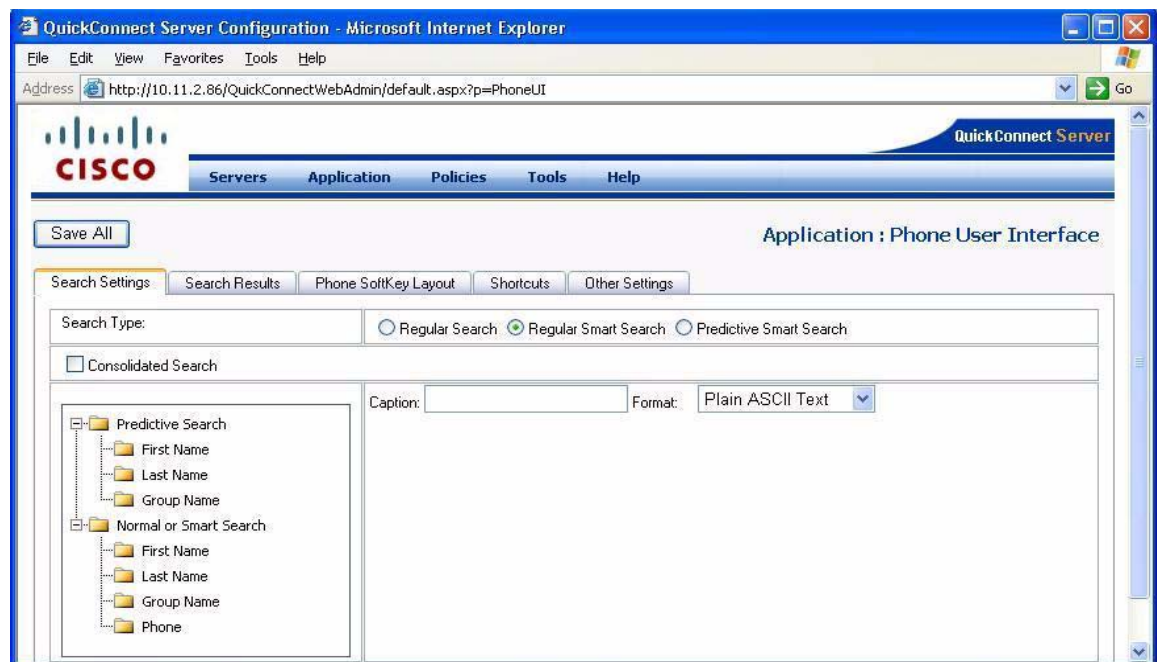 QuickConnect Server Configuration - Microsoft Internet Explorer
File Edit View Favorites Tools Help
Address http://10.11.2.86/QuickConnectWebAdmin/default.aspx?p=PhoneUI Go
CISCO
QuickConnect Server
Servers Application Policies Tools Help
Save All
Application : Phone User Interface
Search Settings Search Results Phone SoftKey Layout Shortcuts Other Settings
Search Type: Regular Search Regular Smart Search Predictive Smart Search
Consolidated Search
Caption: Format: Plain ASCII Text
Predictive Search
First Name
Last Name
Group Name
Normal or Smart Search
First Name
Last Name
Group Name
Phone